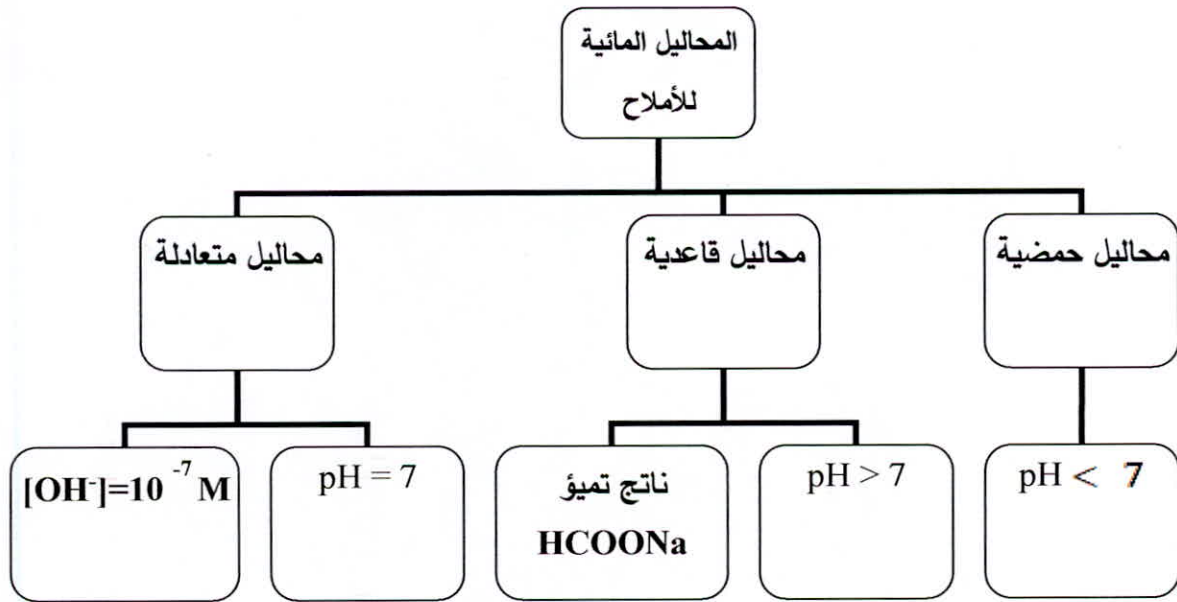 المحاليل المائية
للأملاح
محاليل حمضية
محاليل قاعدية
محاليل متعادلة
pH < 7
pH > 7
ناتج تميؤ
HCOONa
pH = 7
[OH⁻]=10 ⁻⁷ M